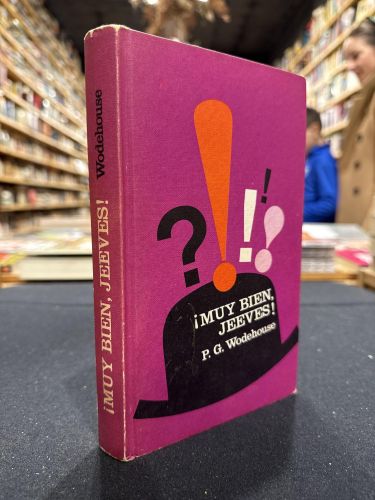 ¡MUY BIEN, JEEVES! Wodehouse
? ! ! ! !
¡MUY BIEN,
JEEVES!
P. G. Wodehouse